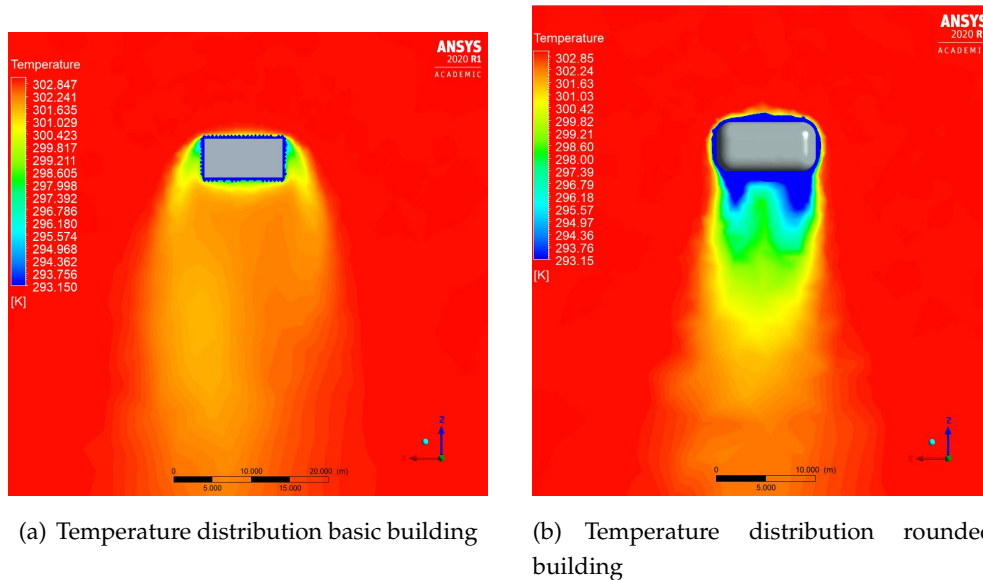 ANSYS
2020 R1
ACADEMIC
Temperature
302.847
302.241
301.635
301.029
300.423
299.817
299.211
298.605
297.998
297.392
296.786
296.180
295.574
294.968
294.362
293.756
293.150
[K]
Z
X
0 10.000 20.000 (m)
5.000 15.000
(a) Temperature distribution basic building
ANSYS
2020 R1
ACADEMIC
Temperature
302.85
302.24
301.63
301.03
300.42
299.82
299.21
298.60
298.00
297.39
296.79
296.18
295.57
294.97
294.36
293.76
293.15
[K]
Z
X
0 10.000 (m)
5.000
(b) Temperature distribution rounded
building